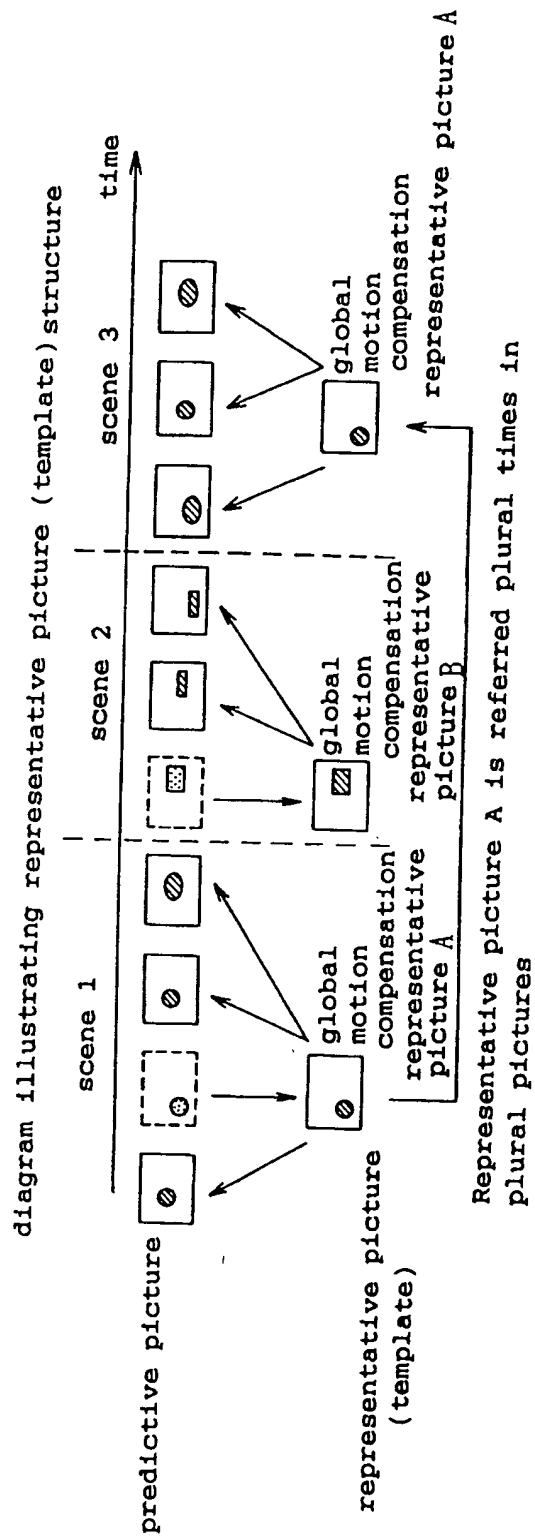 diagram illustrating representative picture (template) structure
time
scene 1
scene 2
scene 3
predictive picture
representative picture
(template)
global
motion
compensation
representative
picture A
global
motion
compensation
representative
picture B
global
motion
compensation
representative picture A
Representative picture A is referred plural times in
plural pictures